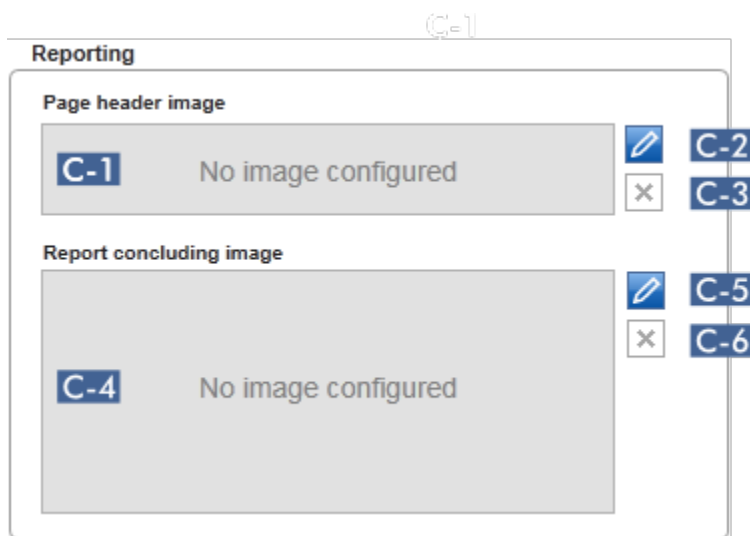 C-1
Reporting
Page header image
C-1 No image configured
C-2
C-3
Report concluding image
C-5
C-6
C-4 No image configured